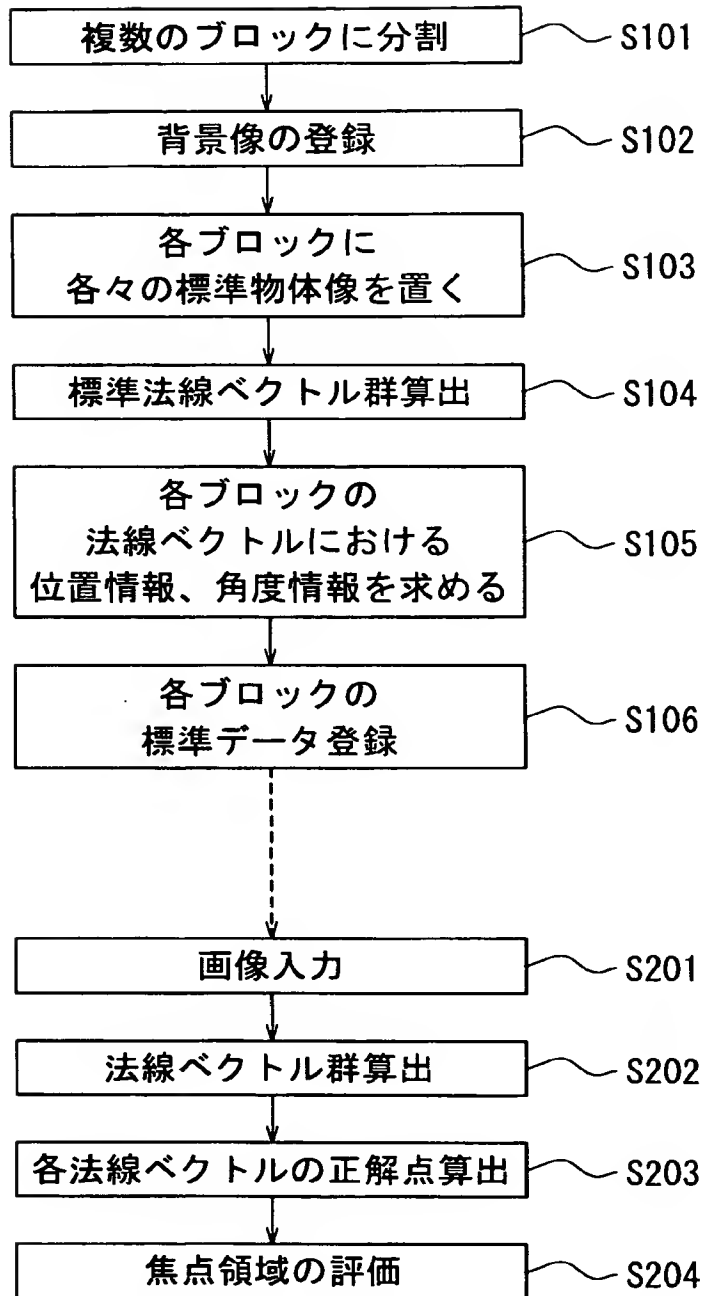 複数のブロックに分割
S101
背景像の登録
S102
各ブロックに
各々の標準物体像を置く
S103
標準法線ベクトル群算出
S104
各ブロックの
法線ベクトルにおける
位置情報、角度情報を求める
S105
各ブロックの
標準データ登録
S106
画像入力
S201
法線ベクトル群算出
S202
各法線ベクトルの正解点算出
S203
焦点領域の評価
S204